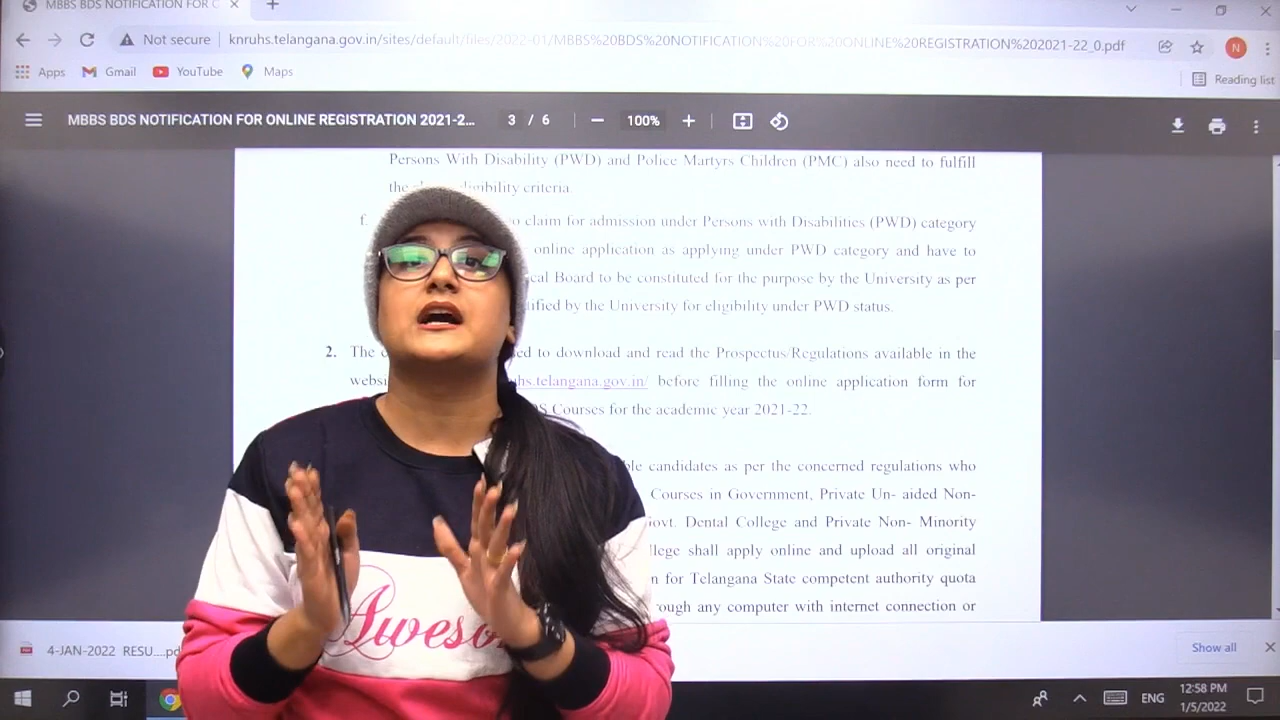 MBBS BDS NOTIFICATION FOR C
Not secure knruhs.telangana.gov.in/sites/default/files/2022-01/MBBS%20BDS%20NOTIFICATION%20FOR%20ONLINE%20REGISTRATION%202021-22_0.pdf
N
Apps Gmail YouTube Maps
Reading list
MBBS BDS NOTIFICATION FOR ONLINE REGISTRATION 2021-2... 3 / 6 100%
Persons With Disability (PWD) and Police Martyrs Children (PMC) also need to fulfill
the eligibility criteria.
f. to claim for admission under Persons with Disabilities (PWD) category
online application as applying under PWD category and have to
cal Board to be constituted for the purpose by the University as per
tified by the University for eligibility under PWD status.
2. The sed to download and read the Prospectus/Regulations available in the
websi hs.telangana.gov.in/ before filling the online application form for
DS Courses for the academic year 2021-22.
ble candidates as per the concerned regulations who
Courses in Government, Private Un- aided Non-
Govt. Dental College and Private Non- Minority
llege shall apply online and upload all original
n for Telangana State competent authority quota
rough any computer with internet connection or
Aweso
4-JAN-2022 RESU....pd
Show all
ENG
12:58 PM
1/5/2022